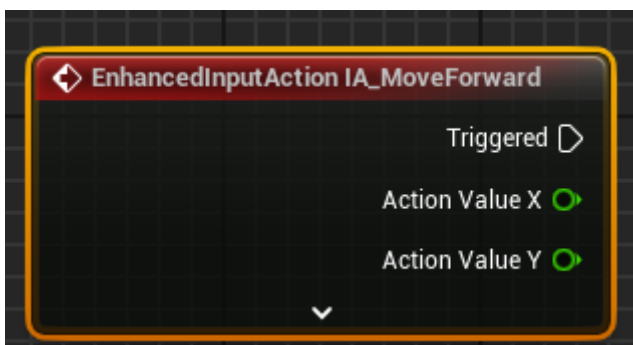 EnhancedInputAction IA_MoveForward
Triggered
Action Value X
Action Value Y